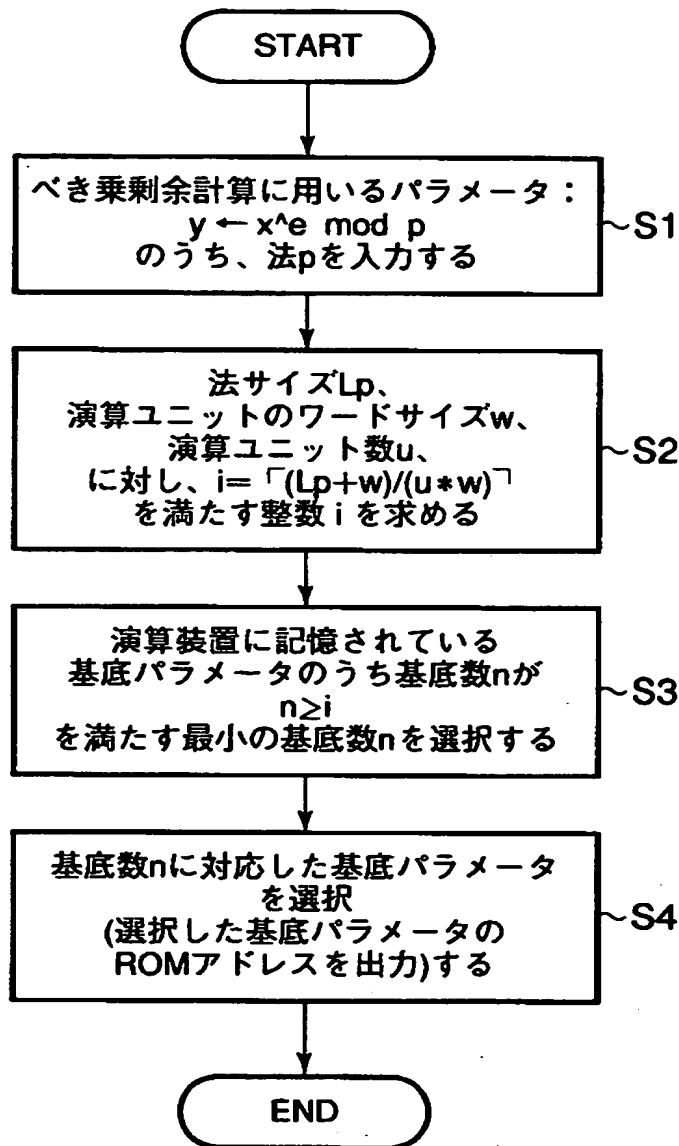 START
べき乗剰余計算に用いるパラメータ：
y ← x^e mod p
のうち、法pを入力する
～S1
法サイズLp、
演算ユニットのワードサイズw、
演算ユニット数u、
に対し、i=「(Lp+w)/(u*w)┐
を満たす整数 i を求める
～S2
演算装置に記憶されている
基底パラメータのうち基底数nが
n≥i
を満たす最小の基底数nを選択する
～S3
基底数nに対応した基底パラメータ
を選択
(選択した基底パラメータの
ROMアドレスを出力)する
～S4
END